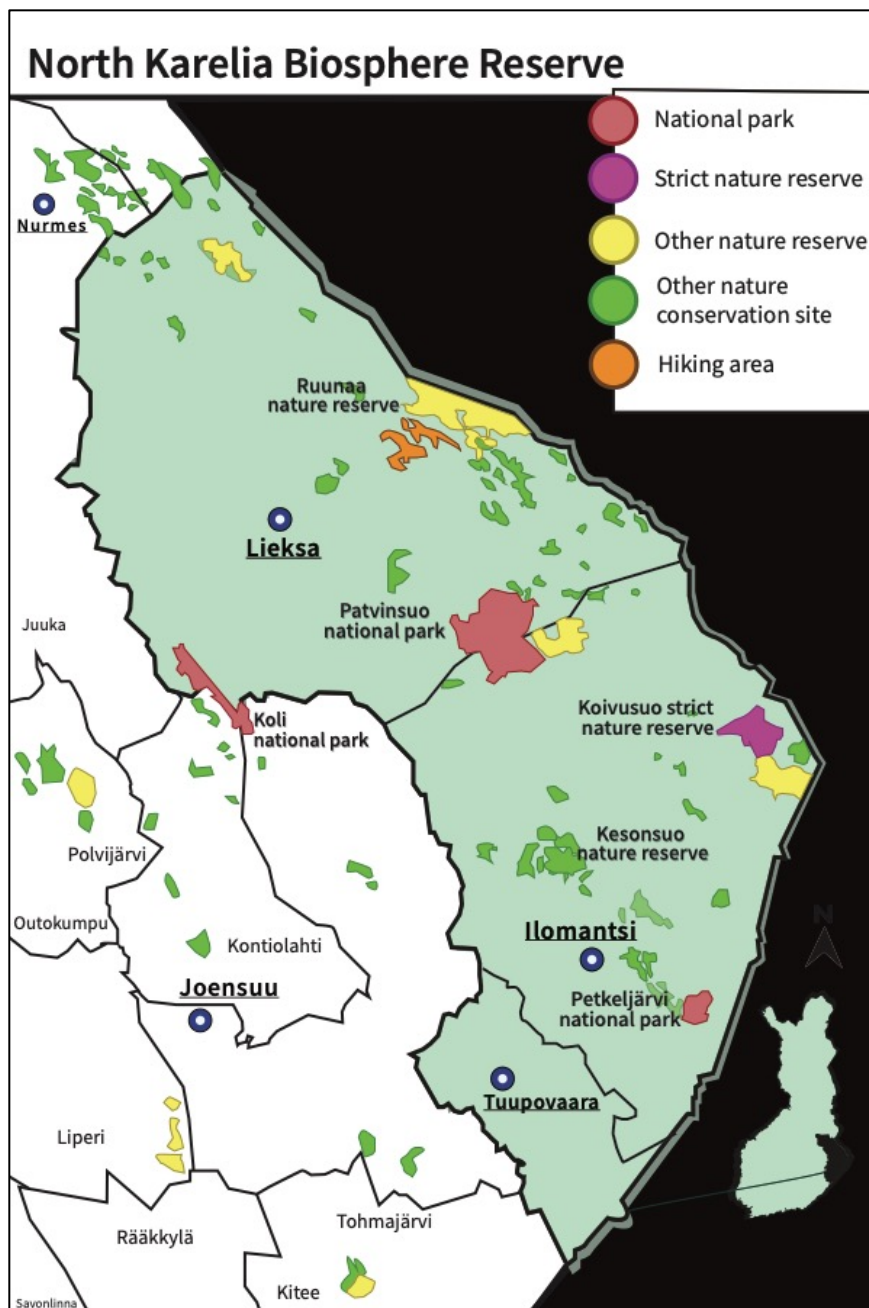 North Karelia Biosphere Reserve
National park
Strict nature reserve
Other nature reserve
Other nature
conservation site
Hiking area
Nurmes
Ruunaa
nature reserve
Lieksa
Patvinsuo
national park
Juuka
Koli
national park
Koivusuo strict
nature reserve
Polvijärvi
Kesonsuo
nature reserve
Outokumpu
Kontiolahti
Ilomantsi
N
Joensuu
Petkeljärvi
national park
Tuupovaara
Liperi
Rääkkylä
Tohmajärvi
Kitee
Savonlinna